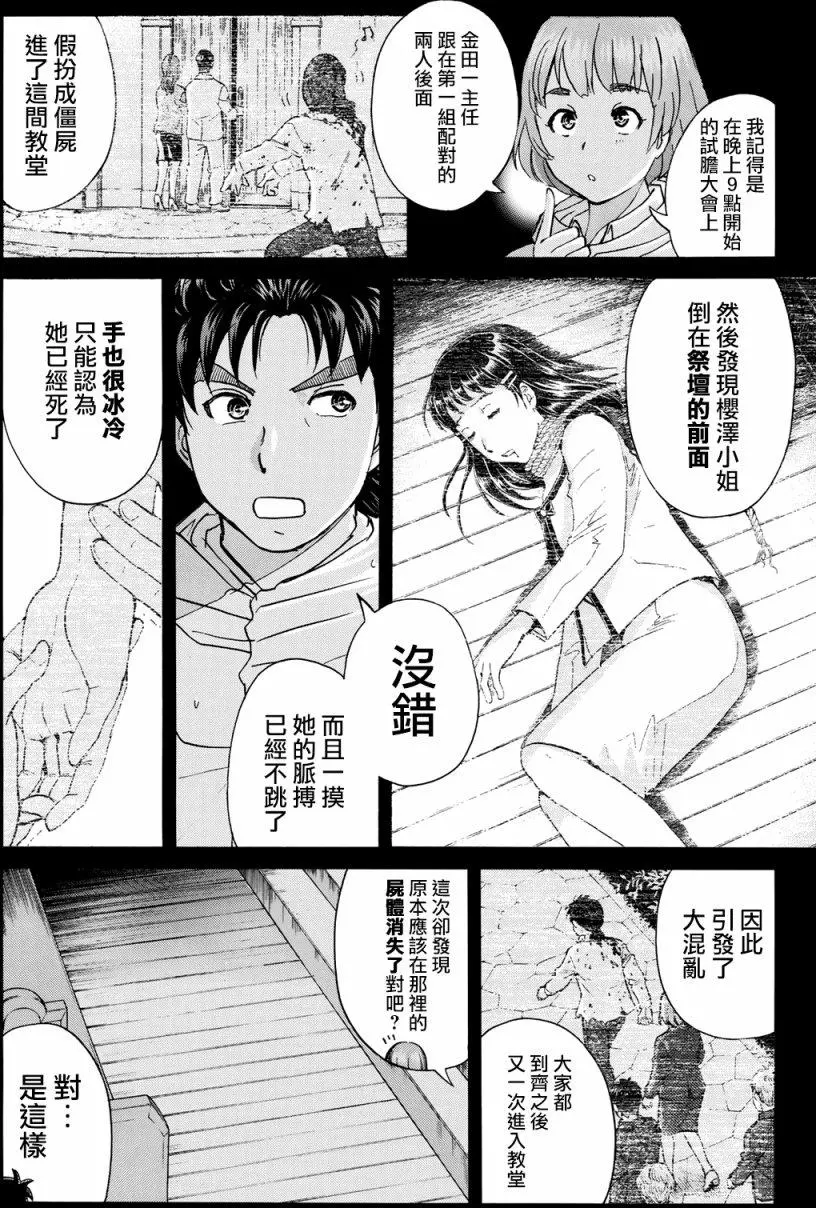 我記得是
在晚上9點開始
的試膽大會上
金田一主任
跟在第一組配對的
兩人後面
假扮成僵屍
進了這間教堂
然後發現櫻澤小姐
倒在祭壇的前面
沒錯
而且一摸
她的脈搏
已經不跳了
手也很冰冷
只能認為
她已經死了
因此
引發了
大混亂
大家都
到齊之後
又一次進入教堂
這次卻發現
原本應該在那裡的
屍體消失了對吧？
對…
是這樣